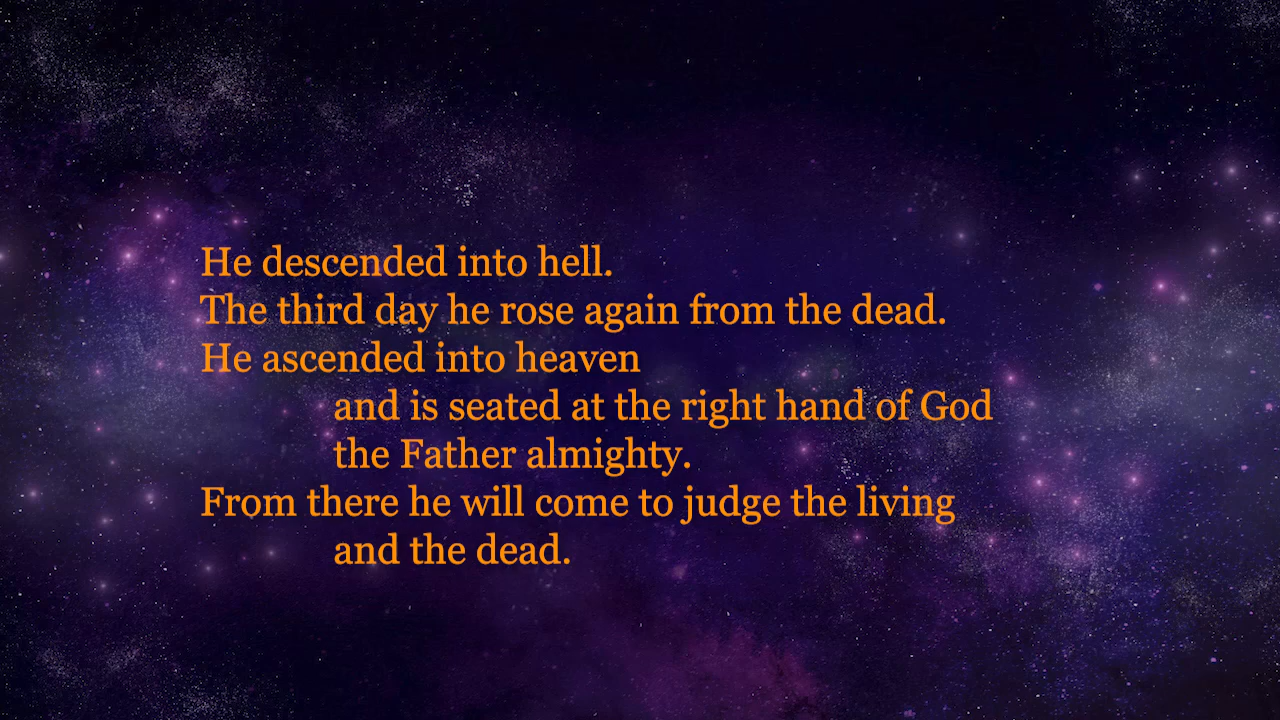 He descended into hell.
The third day he rose again from the dead.
He ascended into heaven
and is seated at the right hand of God
the Father almighty.
From there he will come to judge the living
and the dead.